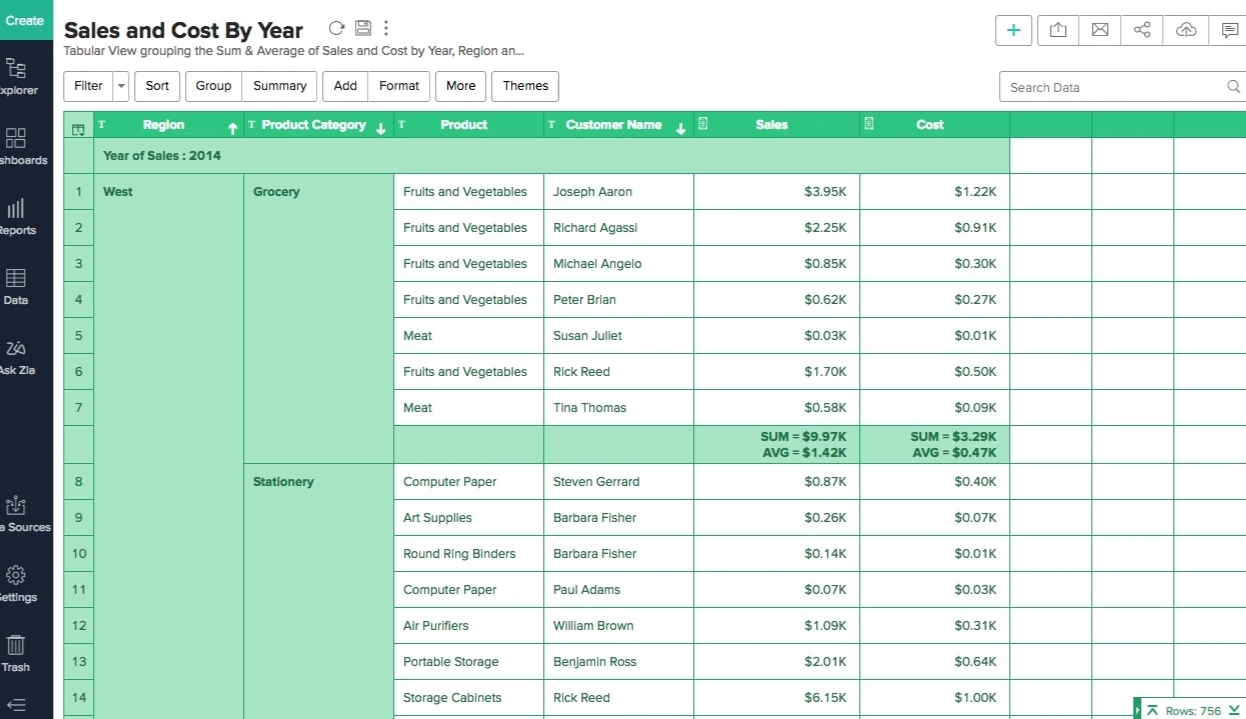 Create
Sales and Cost By Year
Tabular View grouping the Sum & Average of Sales and Cost by Year, Region an...
Filter Sort Group Summary Add Format More Themes
Search Data
xplorer
shboards
Reports
Data
Ask Zia
a Sources
Settings
Trash
T Region T Product Category T Product T Customer Name Sales Cost
Year of Sales : 2014
1 West Grocery Fruits and Vegetables Joseph Aaron $3.95K $1.22K
2 Fruits and Vegetables Richard Agassi $2.25K $0.91K
3 Fruits and Vegetables Michael Angelo $0.85K $0.30K
4 Fruits and Vegetables Peter Brian $0.62K $0.27K
5 Meat Susan Juliet $0.03K $0.01K
6 Fruits and Vegetables Rick Reed $1.70K $0.50K
7 Meat Tina Thomas $0.58K $0.09K
SUM = $9.97K SUM = $3.29K
AVG = $1.42K AVG = $0.47K
8 Stationery Computer Paper Steven Gerrard $0.87K $0.40K
9 Art Supplies Barbara Fisher $0.26K $0.07K
10 Round Ring Binders Barbara Fisher $0.14K $0.01K
11 Computer Paper Paul Adams $0.07K $0.03K
12 Air Purifiers William Brown $1.09K $0.31K
13 Portable Storage Benjamin Ross $2.01K $0.64K
14 Storage Cabinets Rick Reed $6.15K $1.00K
Rows: 756